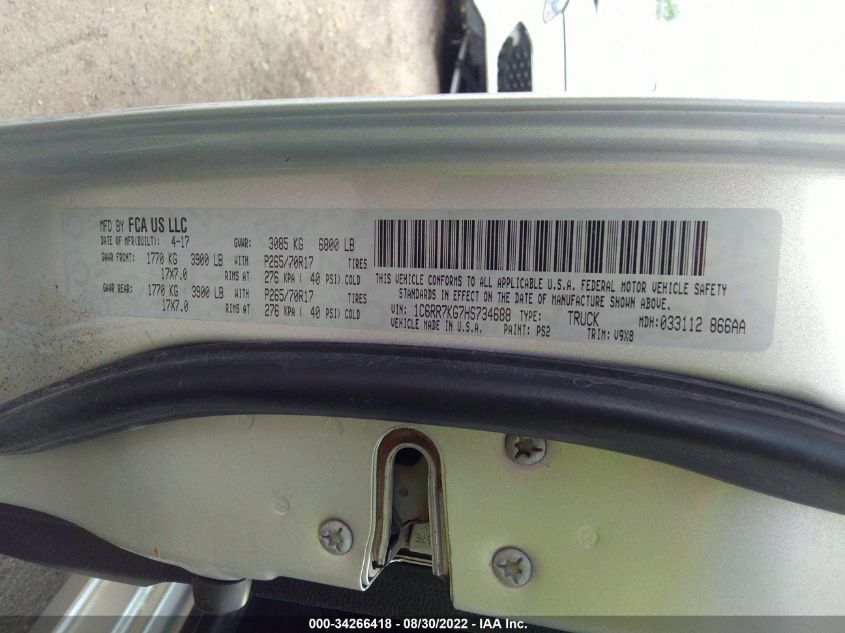 MFD BY FCA US LLC
DATE OF MFR(BUILT): 4-17 GVWR: 3085 KG 6800 LB
GAWR FRONT: 1770 KG 3900 LB WITH P265/70R17 TIRES
17X7.0 RIMS AT 276 KPA ( 40 PSI) COLD
GAWR REAR: 1770 KG 3900 LB WITH P265/70R17 TIRES
17X7.0 RIMS AT 276 KPA ( 40 PSI) COLD
THIS VEHICLE CONFORMS TO ALL APPLICABLE U.S.A. FEDERAL MOTOR VEHICLE SAFETY
STANDARDS IN EFFECT ON THE DATE OF MANUFACTURE SHOWN ABOVE.
VIN: 1C6RR7KG7HS734688 TYPE: TRUCK MDH: 033112 866AA
VEHICLE MADE IN U.S.A. PAINT: PS2 TRIM: V9X8
000-34266418 - 08/30/2022 - IAA Inc.